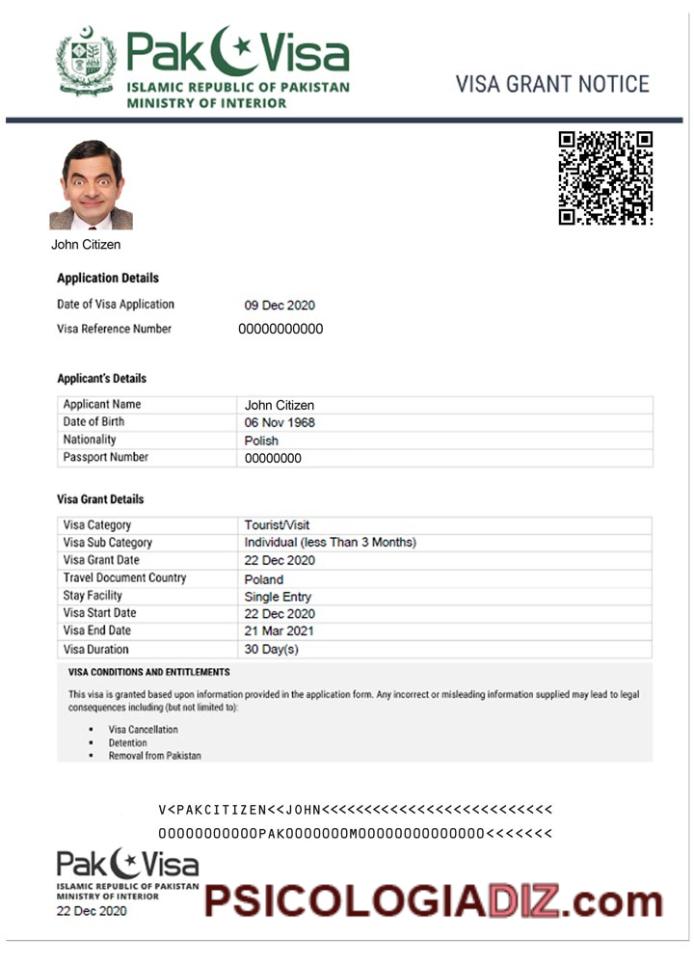 Pak Visa
ISLAMIC REPUBLIC OF PAKISTAN
MINISTRY OF INTERIOR
VISA GRANT NOTICE
John Citizen
Application Details
Date of Visa Application 09 Dec 2020
Visa Reference Number 00000000000
Applicant's Details
Applicant Name John Citizen
Date of Birth 06 Nov 1968
Nationality Polish
Passport Number 00000000
Visa Grant Details
Visa Category Tourist/Visit
Visa Sub Category Individual (less Than 3 Months)
Visa Grant Date 22 Dec 2020
Travel Document Country Poland
Stay Facility Single Entry
Visa Start Date 22 Dec 2020
Visa End Date 21 Mar 2021
Visa Duration 30 Day(s)
VISA CONDITIONS AND ENTITLEMENTS
This visa is granted based upon information provided in the application form. Any incorrect or misleading information supplied may lead to legal
consequences including (but not limited to):
▪ Visa Cancellation
▪ Detention
▪ Removal from Pakistan
V<PAKCITIZEN<<JOHN<<<<<<<<<<<<<<<<<<<<<<<<<<
00000000000PAK0000000M00000000000000<<<<<<<
Pak Visa
ISLAMIC REPUBLIC OF PAKISTAN
MINISTRY OF INTERIOR
22 Dec 2020
PSICOLOGIADIZ.com